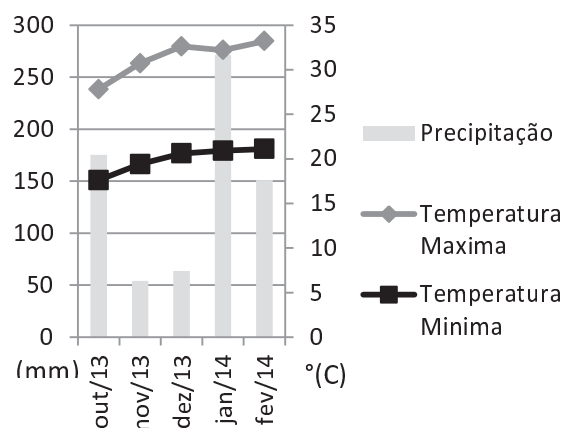 300
250
200
150
100
50
0
(mm)
35
30
25
20
15
10
5
0
°(C)
out/13
nov/13
dez/13
jan/14
fev/14
Precipitação
Temperatura
Maxima
Temperatura
Minima